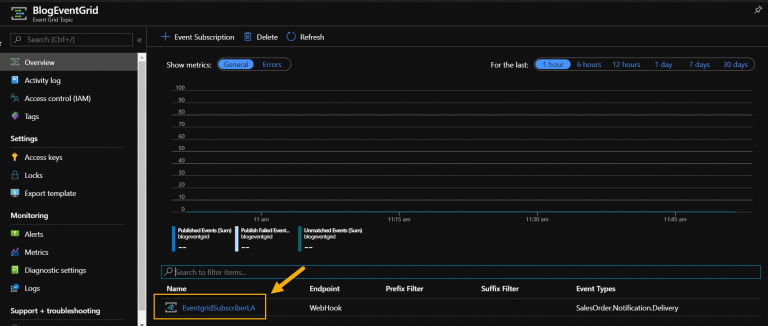 BlogEventGrid
Event Grid Topic
Search (Ctrl+/)
«
Overview
Activity log
Access control (IAM)
Tags
Settings
Access keys
Locks
Export template
Monitoring
Alerts
Metrics
Diagnostic settings
Logs
Support + troubleshooting
+ Event Subscription Delete Refresh
Show metrics: General Errors
For the last: 1 hour 6 hours 12 hours 1 day 7 days 30 days
100
90
80
70
60
50
40
30
20
10
0
11 am 11:15 am 11:30 am 11:45 am
Published Events (Sum) Publish Failed Event... Unmatched Events (Sum)
blogeventgrid blogeventgrid blogeventgrid
-- -- --
Search to filter items...
Name Endpoint Prefix Filter Suffix Filter Event Types
EventgridSubscriberLA WebHook SalesOrder.Notification.Delivery